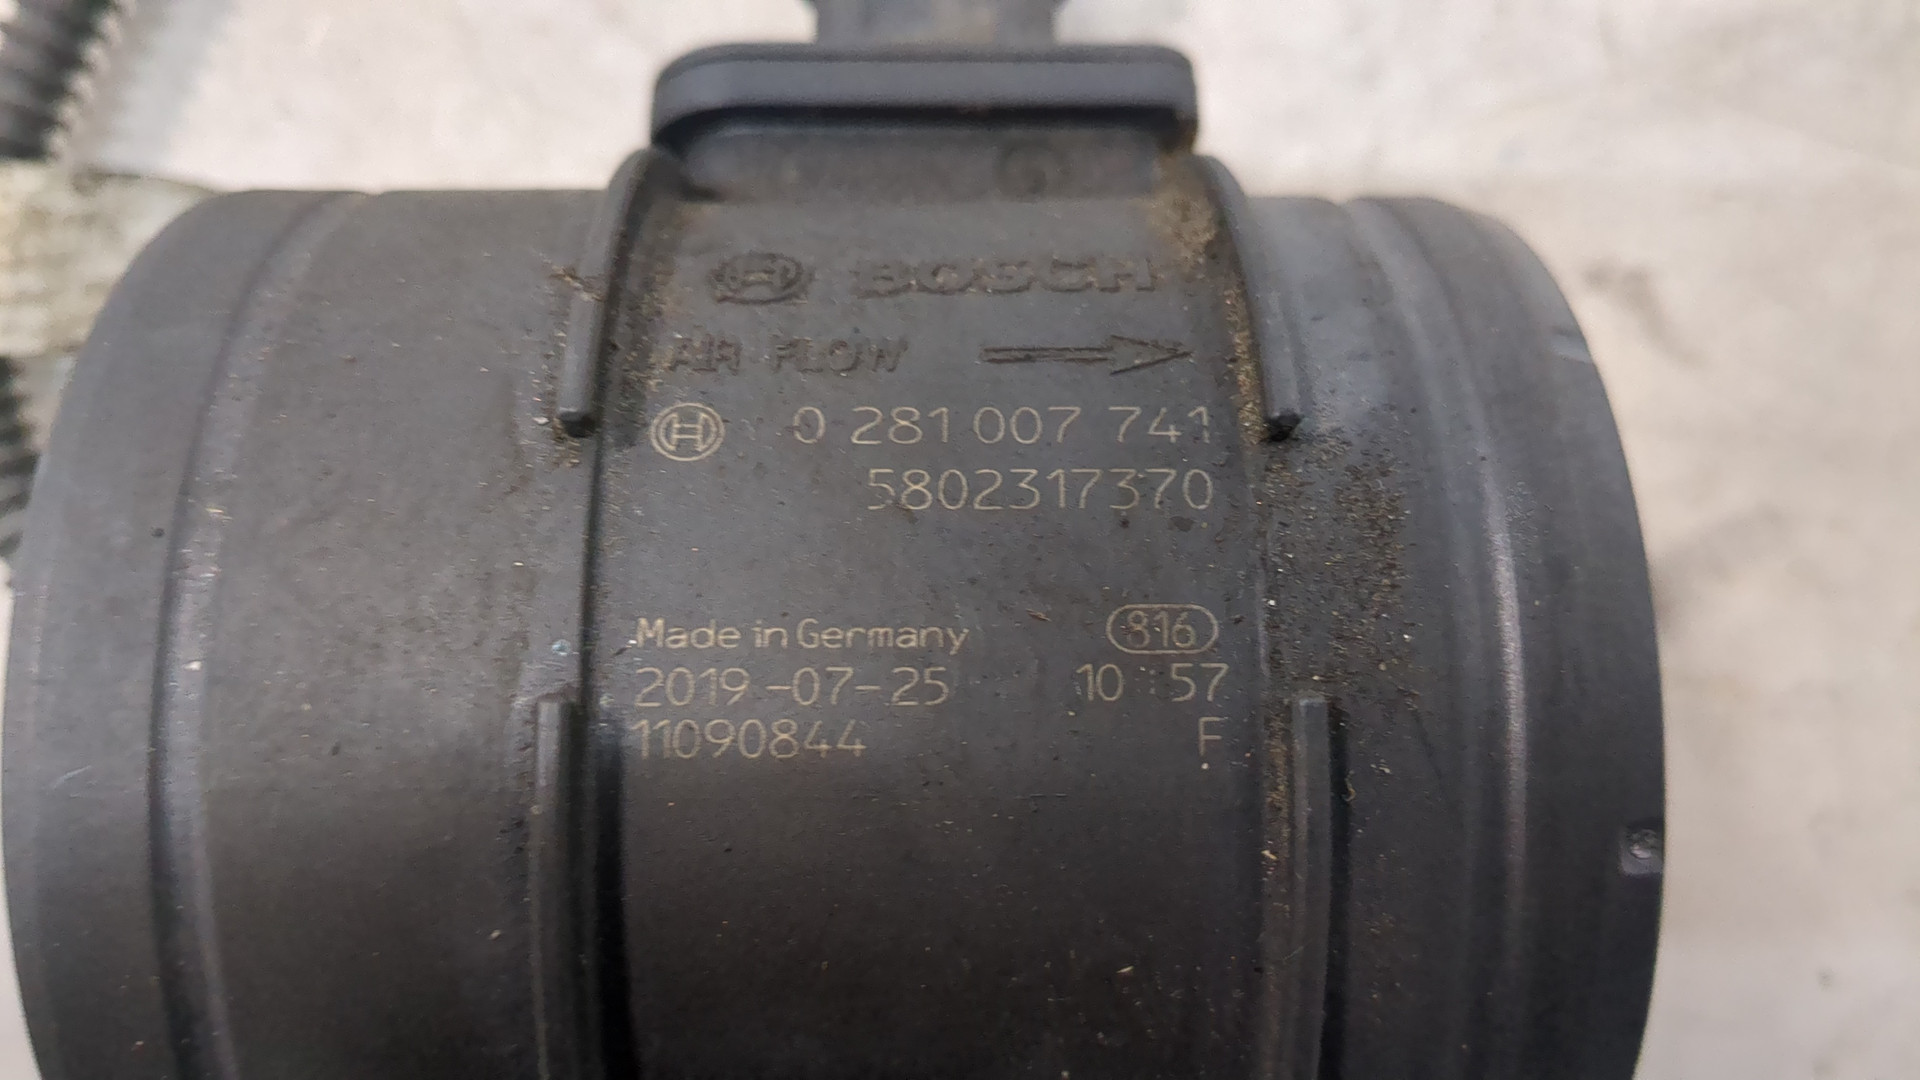 BOSCH
AIR FLOW
0 281 007 741
5802317370
Made in Germany 816
2019-07-25 10:57
11090844 F